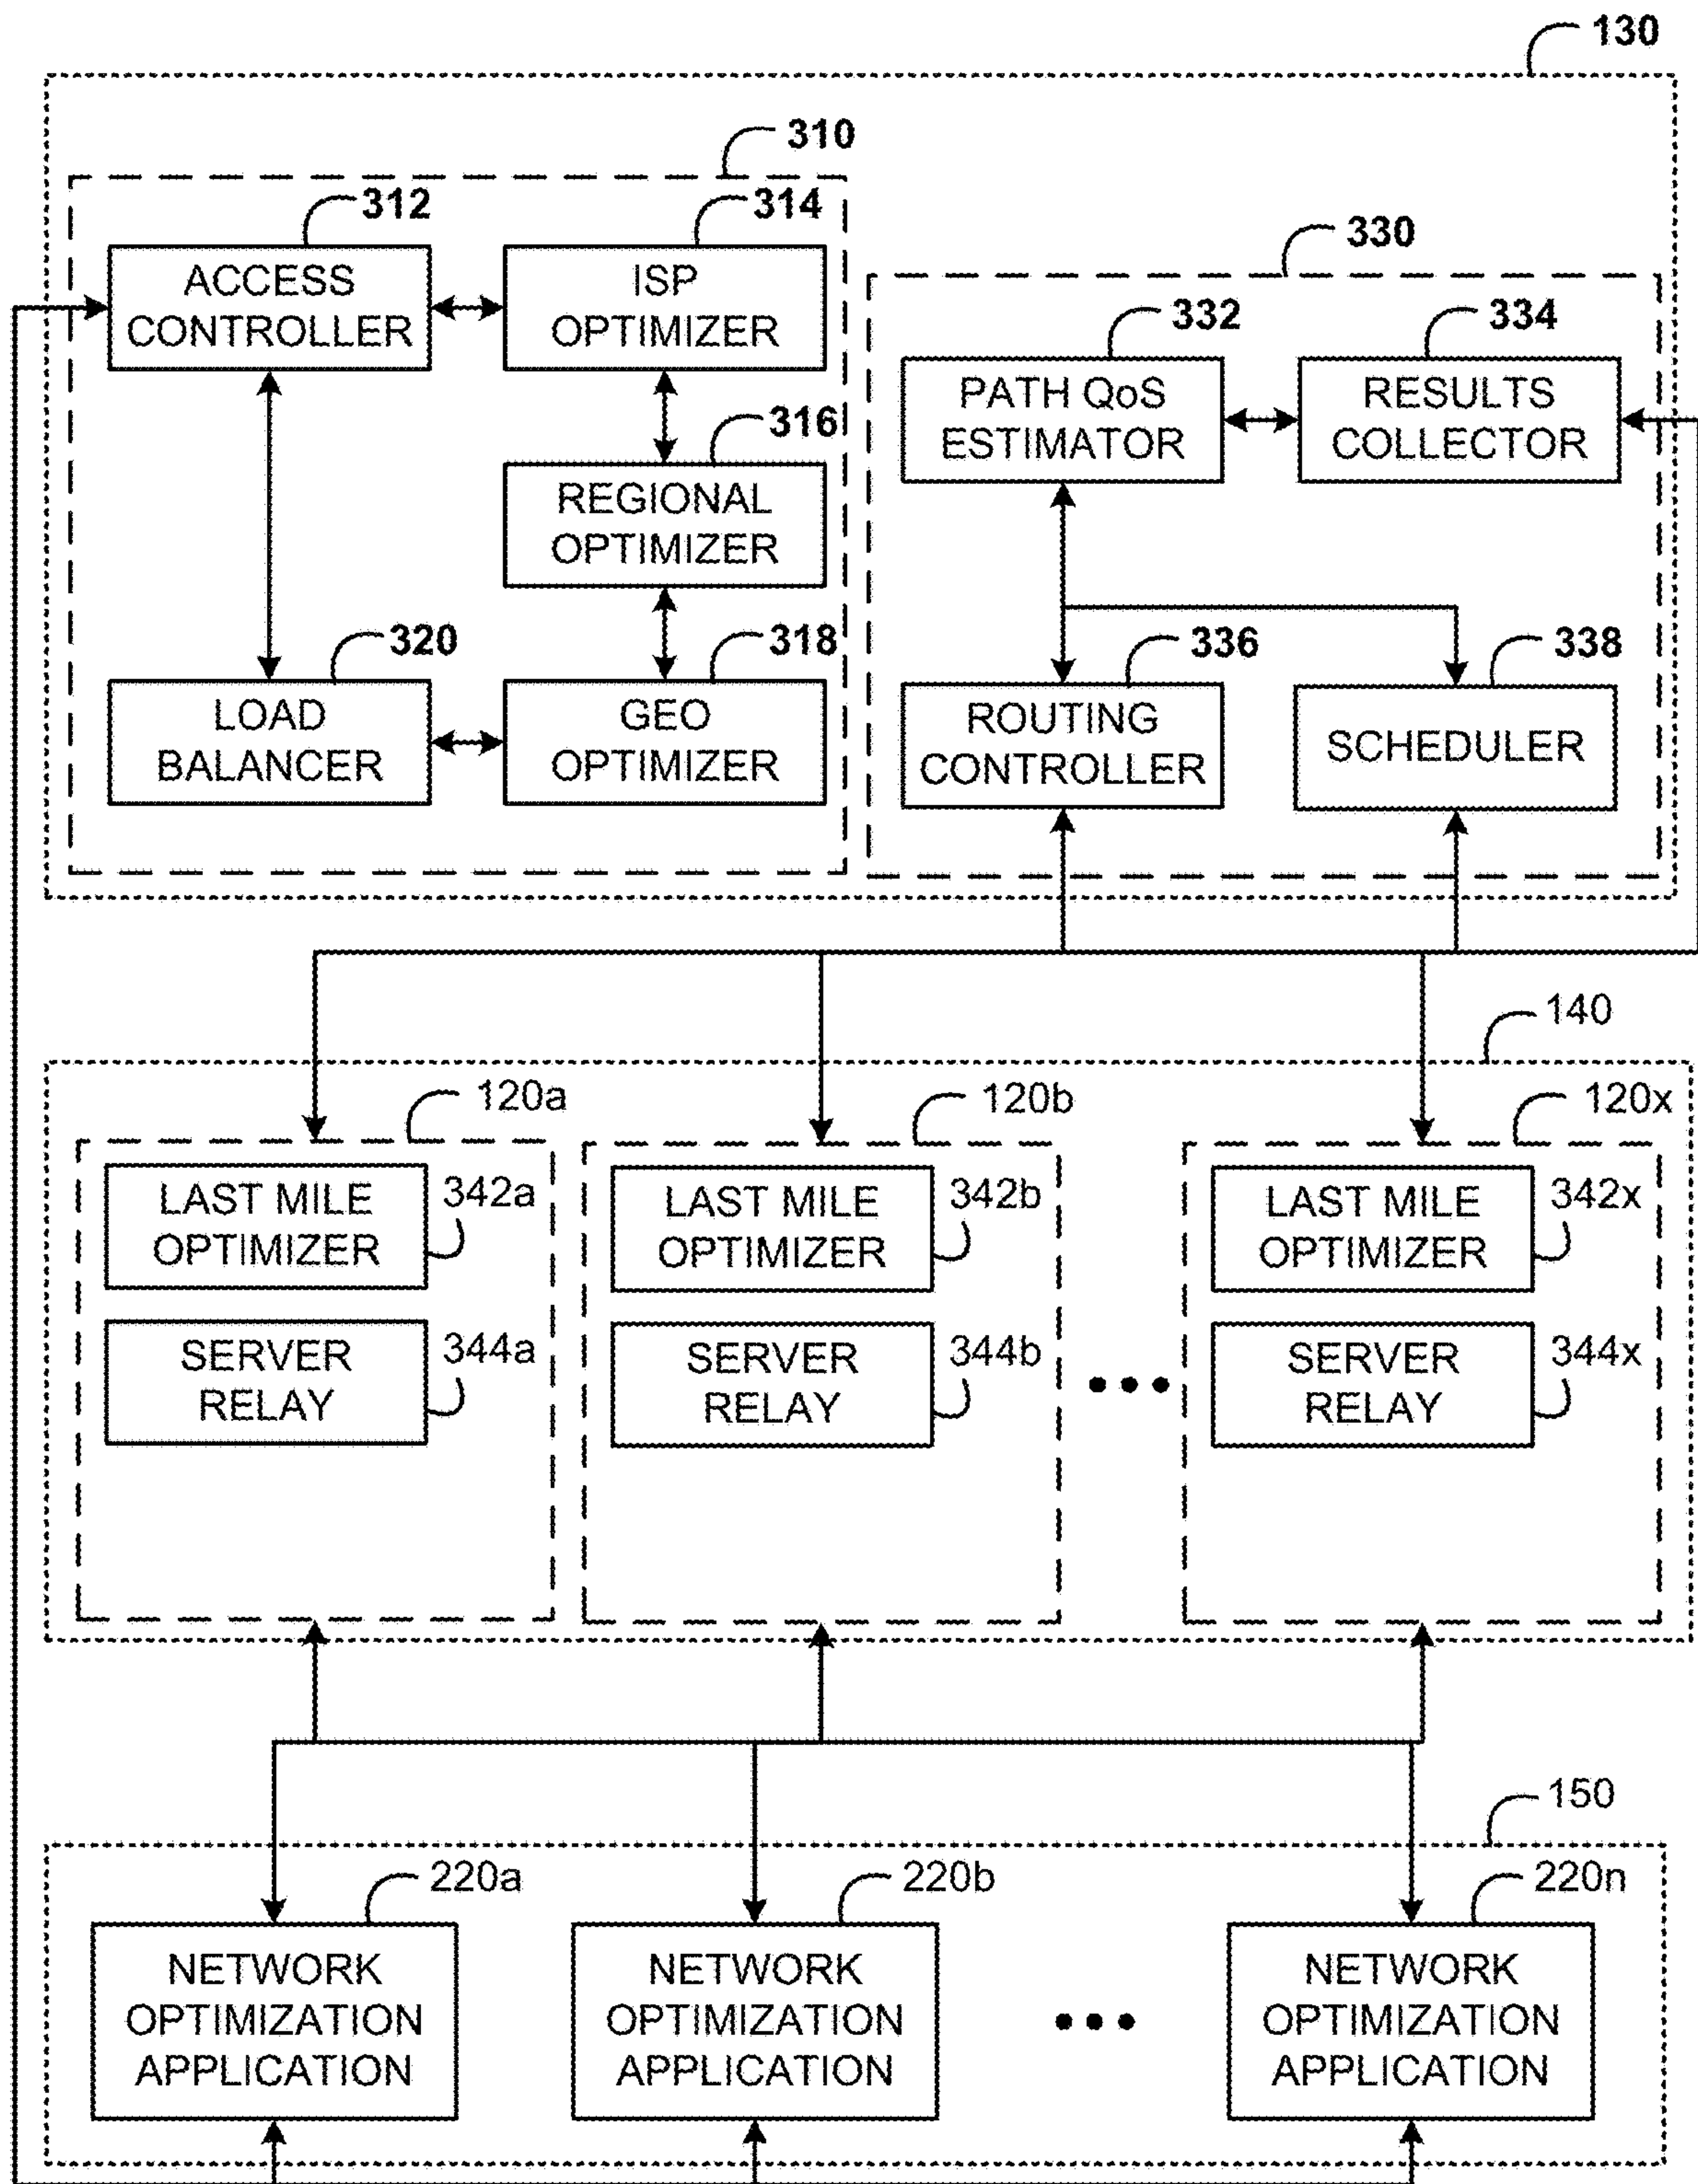 130
310
312
314
ACCESS
CONTROLLER
ISP
OPTIMIZER
330
332
334
PATH QoS
ESTIMATOR
RESULTS
COLLECTOR
316
REGIONAL
OPTIMIZER
320
318
LOAD
BALANCER
GEO
OPTIMIZER
336
338
ROUTING
CONTROLLER
SCHEDULER
140
120a
120b
120x
LAST MILE
OPTIMIZER
342a
LAST MILE
OPTIMIZER
342b
LAST MILE
OPTIMIZER
342x
SERVER
RELAY
344a
SERVER
RELAY
344b
SERVER
RELAY
344x
150
220a
220b
220n
NETWORK
OPTIMIZATION
APPLICATION
NETWORK
OPTIMIZATION
APPLICATION
NETWORK
OPTIMIZATION
APPLICATION